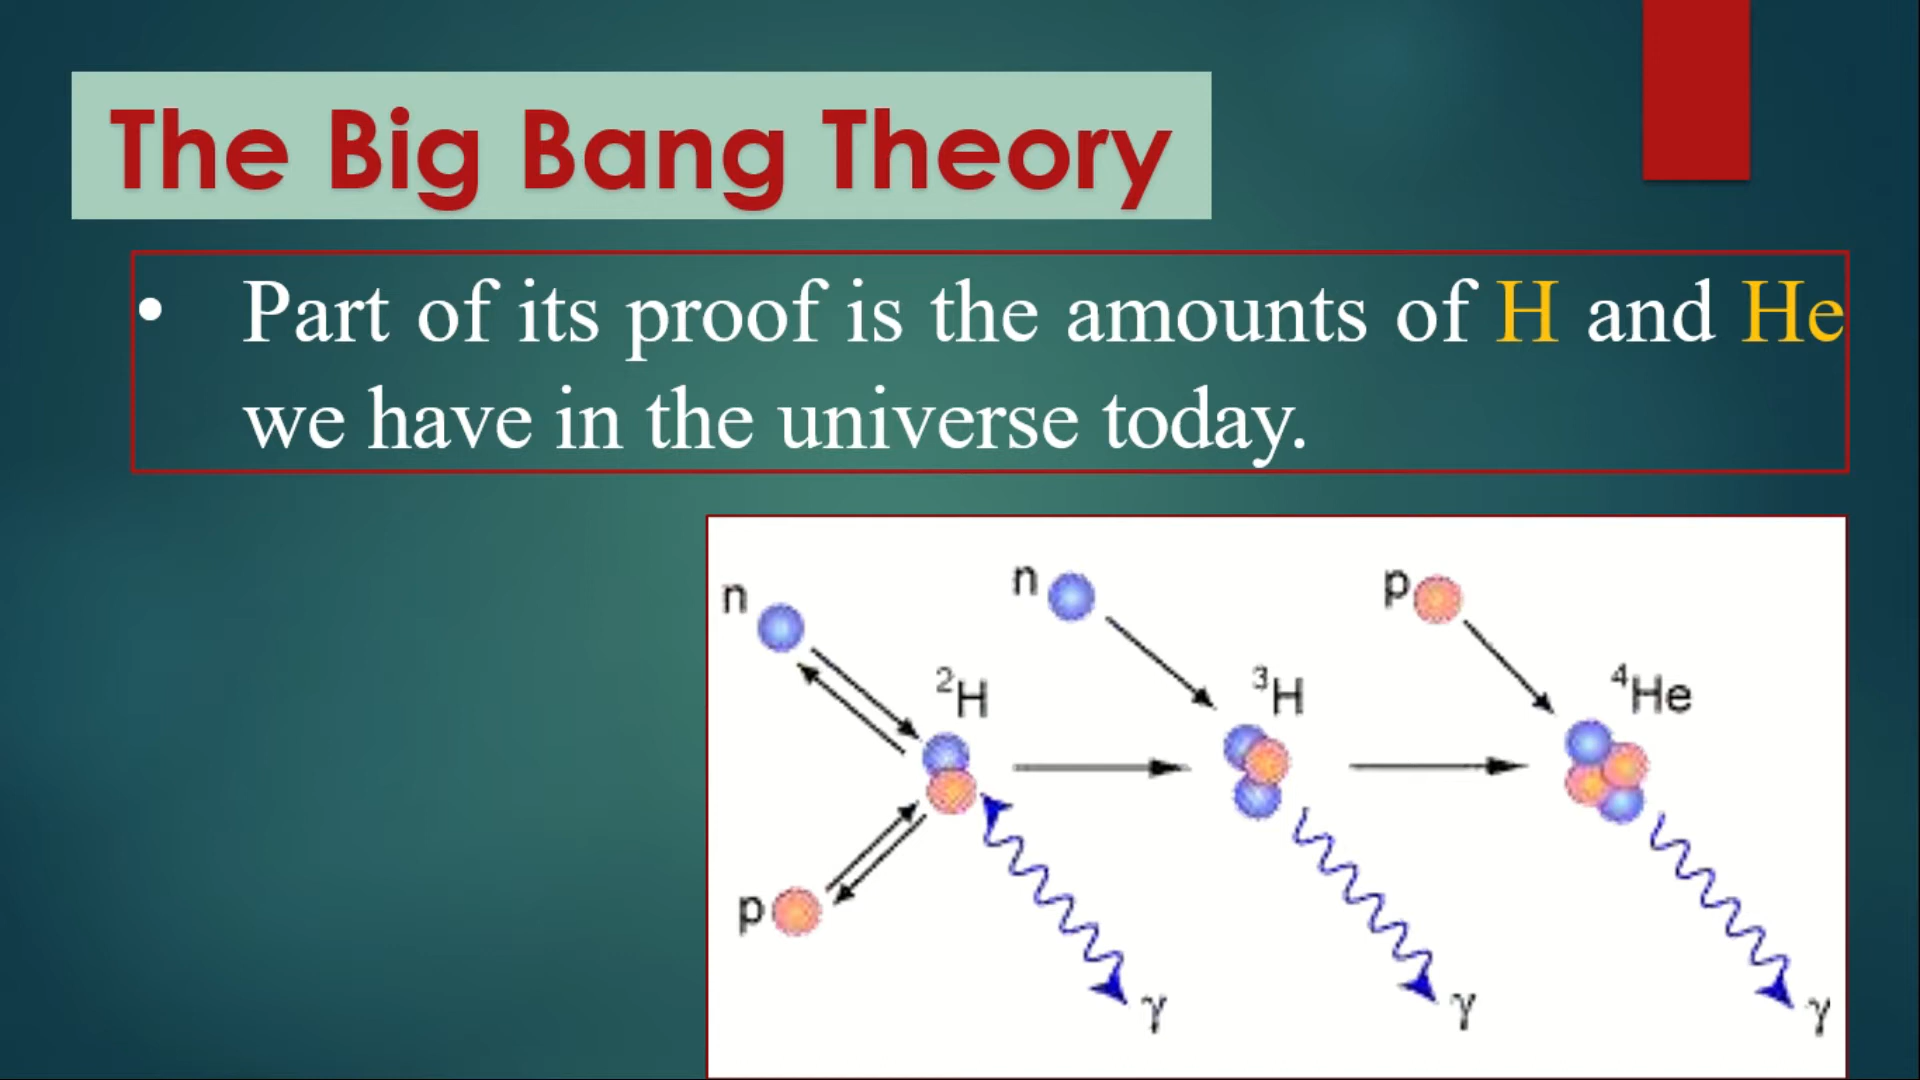 The Big Bang Theory
• Part of its proof is the amounts of H and He
we have in the universe today.
n
n
p
²H
³H
⁴He
p
γ
γ
γ